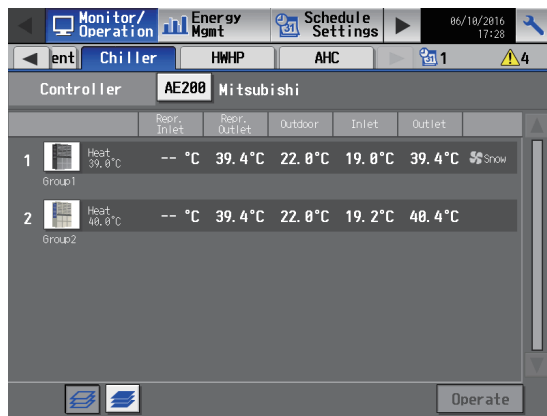 Monitor/ Operation Energy Mgmt Schedule Settings 06/10/2016 17:28
ent Chiller HWHP AHC 1 4
Controller AE200 Mitsubishi
Repr. Inlet Repr. Outlet Outdoor Inlet Outlet
1 Heat 39.0°C -- °C 39.4°C 22.0°C 19.0°C 39.4°C Snow
Group1
2 Heat 40.0°C -- °C 39.4°C 22.0°C 19.2°C 40.4°C
Group2
Operate